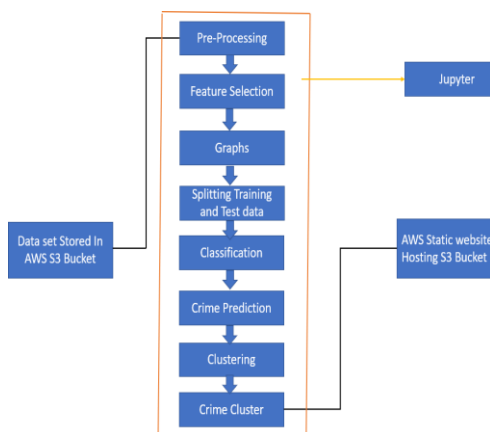 Pre-Processing
Feature Selection
Jupyter
Graphs
Splitting Training
and Test data
Data set Stored In
AWS S3 Bucket
Classification
AWS Static website
Hosting S3 Bucket
Crime Prediction
Clustering
Crime Cluster